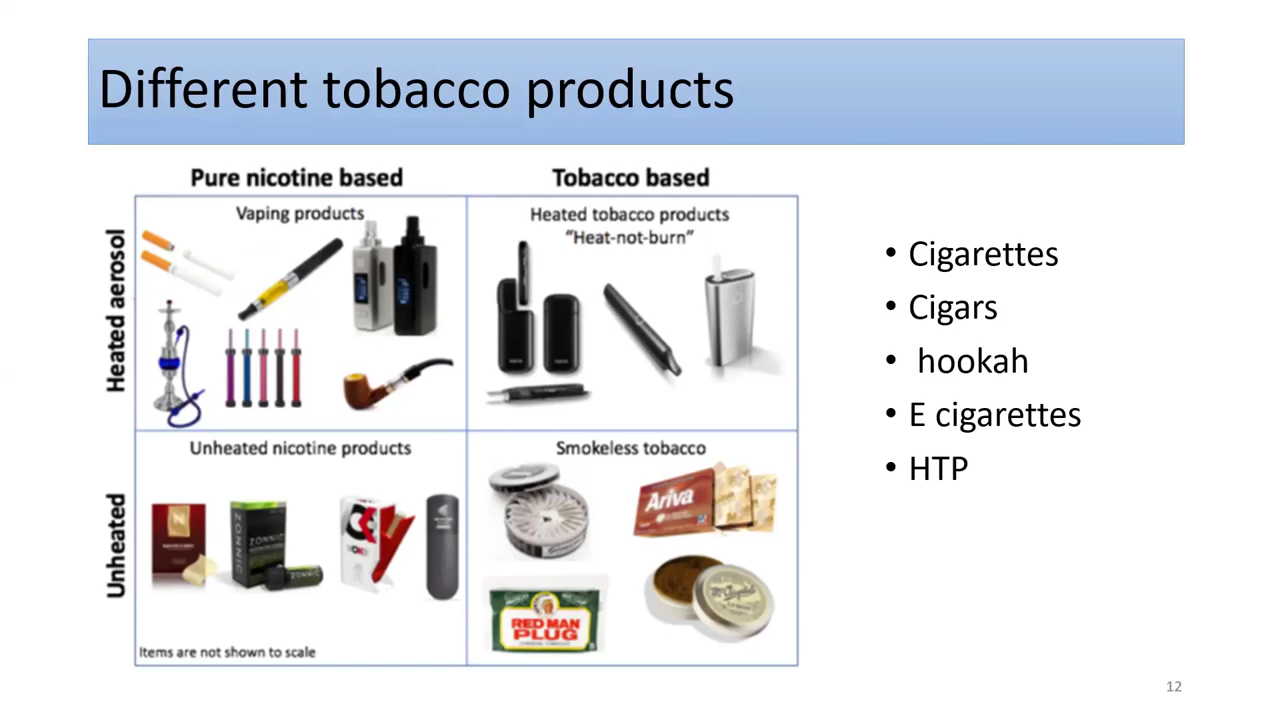 Different tobacco products
Pure nicotine based
Tobacco based
Heated aerosol
Vaping products
Heated tobacco products
"Heat-not-burn"
Unheated
Unheated nicotine products
ZONNIC
ZONNIC
Smokeless tobacco
Ariva
RED MAN
PLUG
Items are not shown to scale
• Cigarettes
• Cigars
• hookah
• E cigarettes
• HTP
12